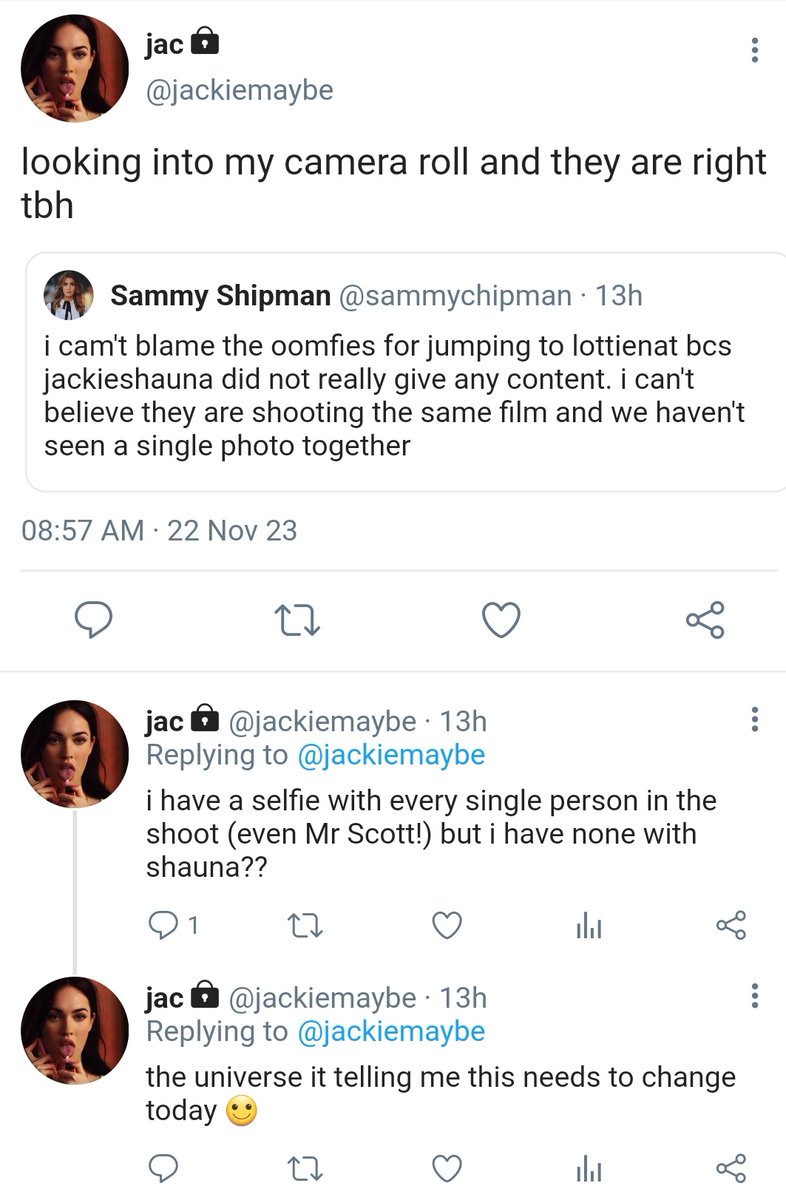 jac
@jackiemaybe
looking into my camera roll and they are right
tbh
Sammy Shipman @sammychipman · 13h
i cam't blame the oomfies for jumping to lottienat bcs
jackieshauna did not really give any content. i can't
believe they are shooting the same film and we haven't
seen a single photo together
08:57 AM · 22 Nov 23
jac @jackiemaybe · 13h
Replying to @jackiemaybe
i have a selfie with every single person in the
shoot (even Mr Scott!) but i have none with
shauna??
1
jac @jackiemaybe · 13h
Replying to @jackiemaybe
the universe it telling me this needs to change
today 🙂